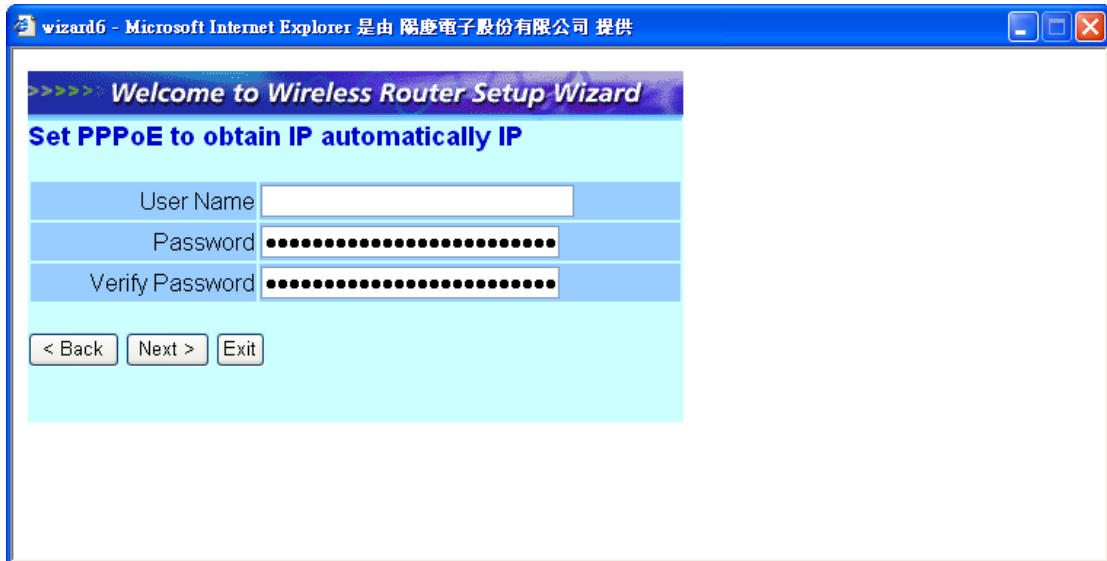 wizard6 - Microsoft Internet Explorer 是由 陽慶電子股份有限公司 提供
>>>>> Welcome to Wireless Router Setup Wizard
Set PPPoE to obtain IP automatically IP
User Name
Password ●●●●●●●●●●●●●●●●●●●●●●●●●
Verify Password ●●●●●●●●●●●●●●●●●●●●●●●●●
< Back Next > Exit